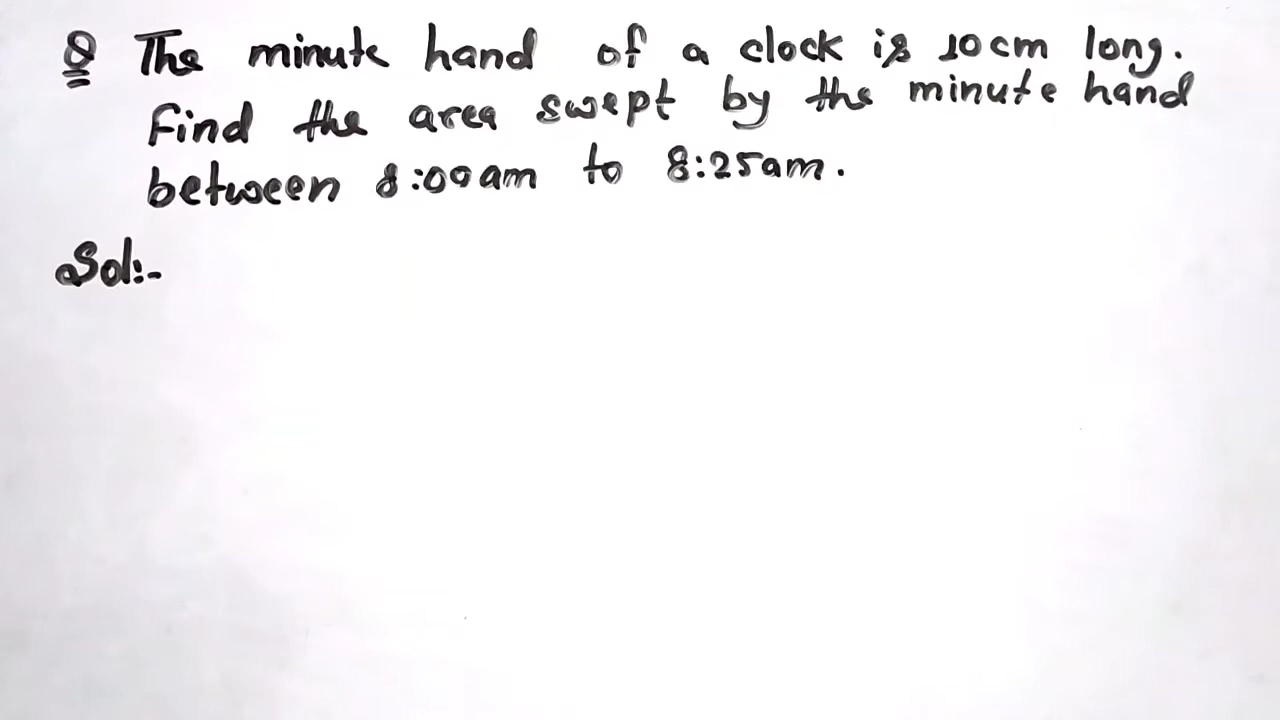 Q The minute hand of a clock is 10cm long.
Find the area swept by the minute hand
between 8:00am to 8:25am.
Sol:-